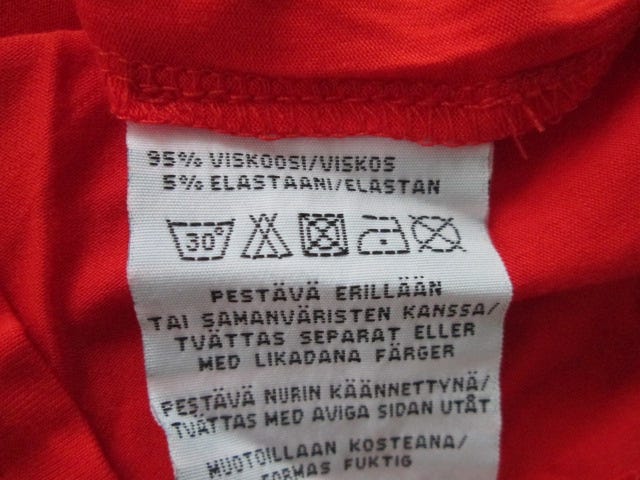 95% VISKOOSI/VISKOS
5% ELASTAANI/ELASTAN
30°
PESTÄVÄ ERILLÄÄN
TAI SAMANVÄRISTEN KANSSA/
TVÄTTAS SEPARAT ELLER
MED LIKADANA FÄRGER
PESTÄVÄ NURIN KÄÄNNETTYNÄ/
TVÄTTAS MED AVIGA SIDAN UTÅT
MUOTOILLAAN KOSTEANA/
FORMAS FUKTIG